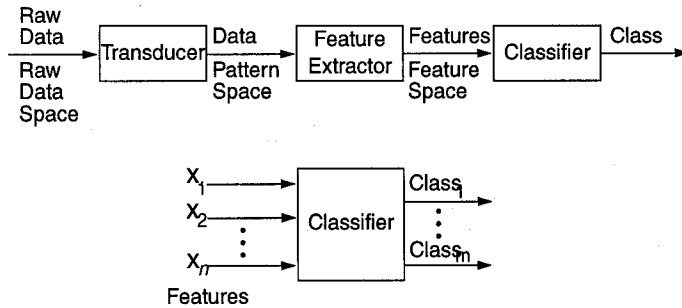 Raw
Data
Raw
Data
Space
Transducer
Data
Pattern
Space
Feature
Extractor
Features
Feature
Space
Classifier
Class
X1
X2
Xn
Features
Classifier
Class1
Classm